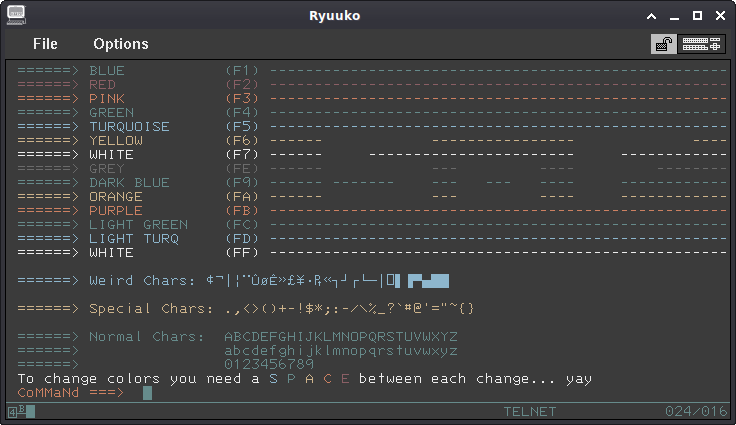 Ryuuko
File Options
======> BLUE (F1) ----------------------------------------------------------
======> RED (F2) ----------------------------------------------------------
======> PINK (F3) ----------------------------------------------------------
======> GREEN (F4) ----------------------------------------------------------
======> TURQUOISE (F5) ----------------------------------------------------------
======> YELLOW (F6) ------- ------------------ ----
======> WHITE (F7) ------- ------------------------- --------------
======> GREY (FE) --- --- ---
======> DARK BLUE (F9) --- -------- --- --- --- ---
======> ORANGE (FA) ------- ------------------ ----
======> PURPLE (FB) ----------------------------------------------------------
======> LIGHT GREEN (FC) ----------------------------------------------------------
======> LIGHT TURQ (FD) ----------------------------------------------------------
======> WHITE (FF) ----------------------------------------------------------
======> Weird Chars: ¢¬|¦¨ÛøÊ»£¥·₧«┐┘┌└─│
======> Special Chars: .,<>()+-!$*;:-/\%_?`#@'="~{}
======> Normal Chars: ABCDEFGHIJKLMNOPQRSTUVWXYZ
======> abcdefghijklmnopqrstuvwxyz
======> 0123456789
To change colors you need a S P A C E between each change... yay
CoMMaNd ===>
4 B TELNET 024/016